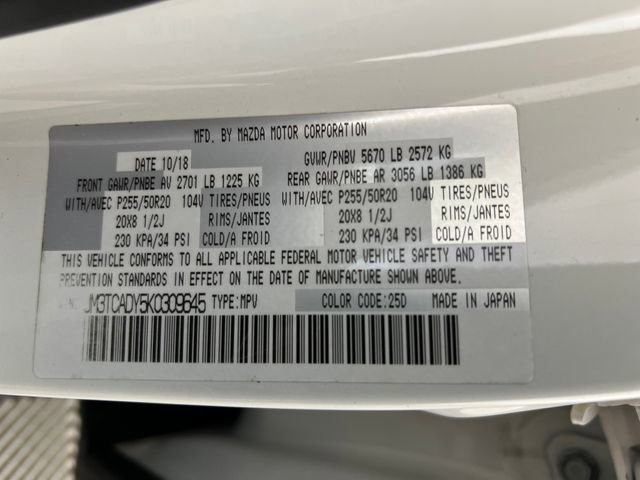 MFD. BY MAZDA MOTOR CORPORATION
DATE 10/18 GVWR/PNBV 5670 LB 2572 KG
FRONT GAWR/PNBE AV 2701 LB 1225 KG REAR GAWR/PNBE AR 3056 LB 1386 KG
WITH/AVEC P255/50R20 104V TIRES/PNEUS WITH/AVEC P255/50R20 104V TIRES/PNEUS
20X8 1/2J RIMS/JANTES 20X8 1/2J RIMS/JANTES
230 KPA/34 PSI COLD/A FROID 230 KPA/34 PSI COLD/A FROID
THIS VEHICLE CONFORMS TO ALL APPLICABLE FEDERAL MOTOR VEHICLE SAFETY AND THEFT
PREVENTION STANDARDS IN EFFECT ON THE DATE OF MANUFACTURE SHOWN ABOVE.
JM3TCADY5K0309645 TYPE:MPV COLOR CODE:25D MADE IN JAPAN